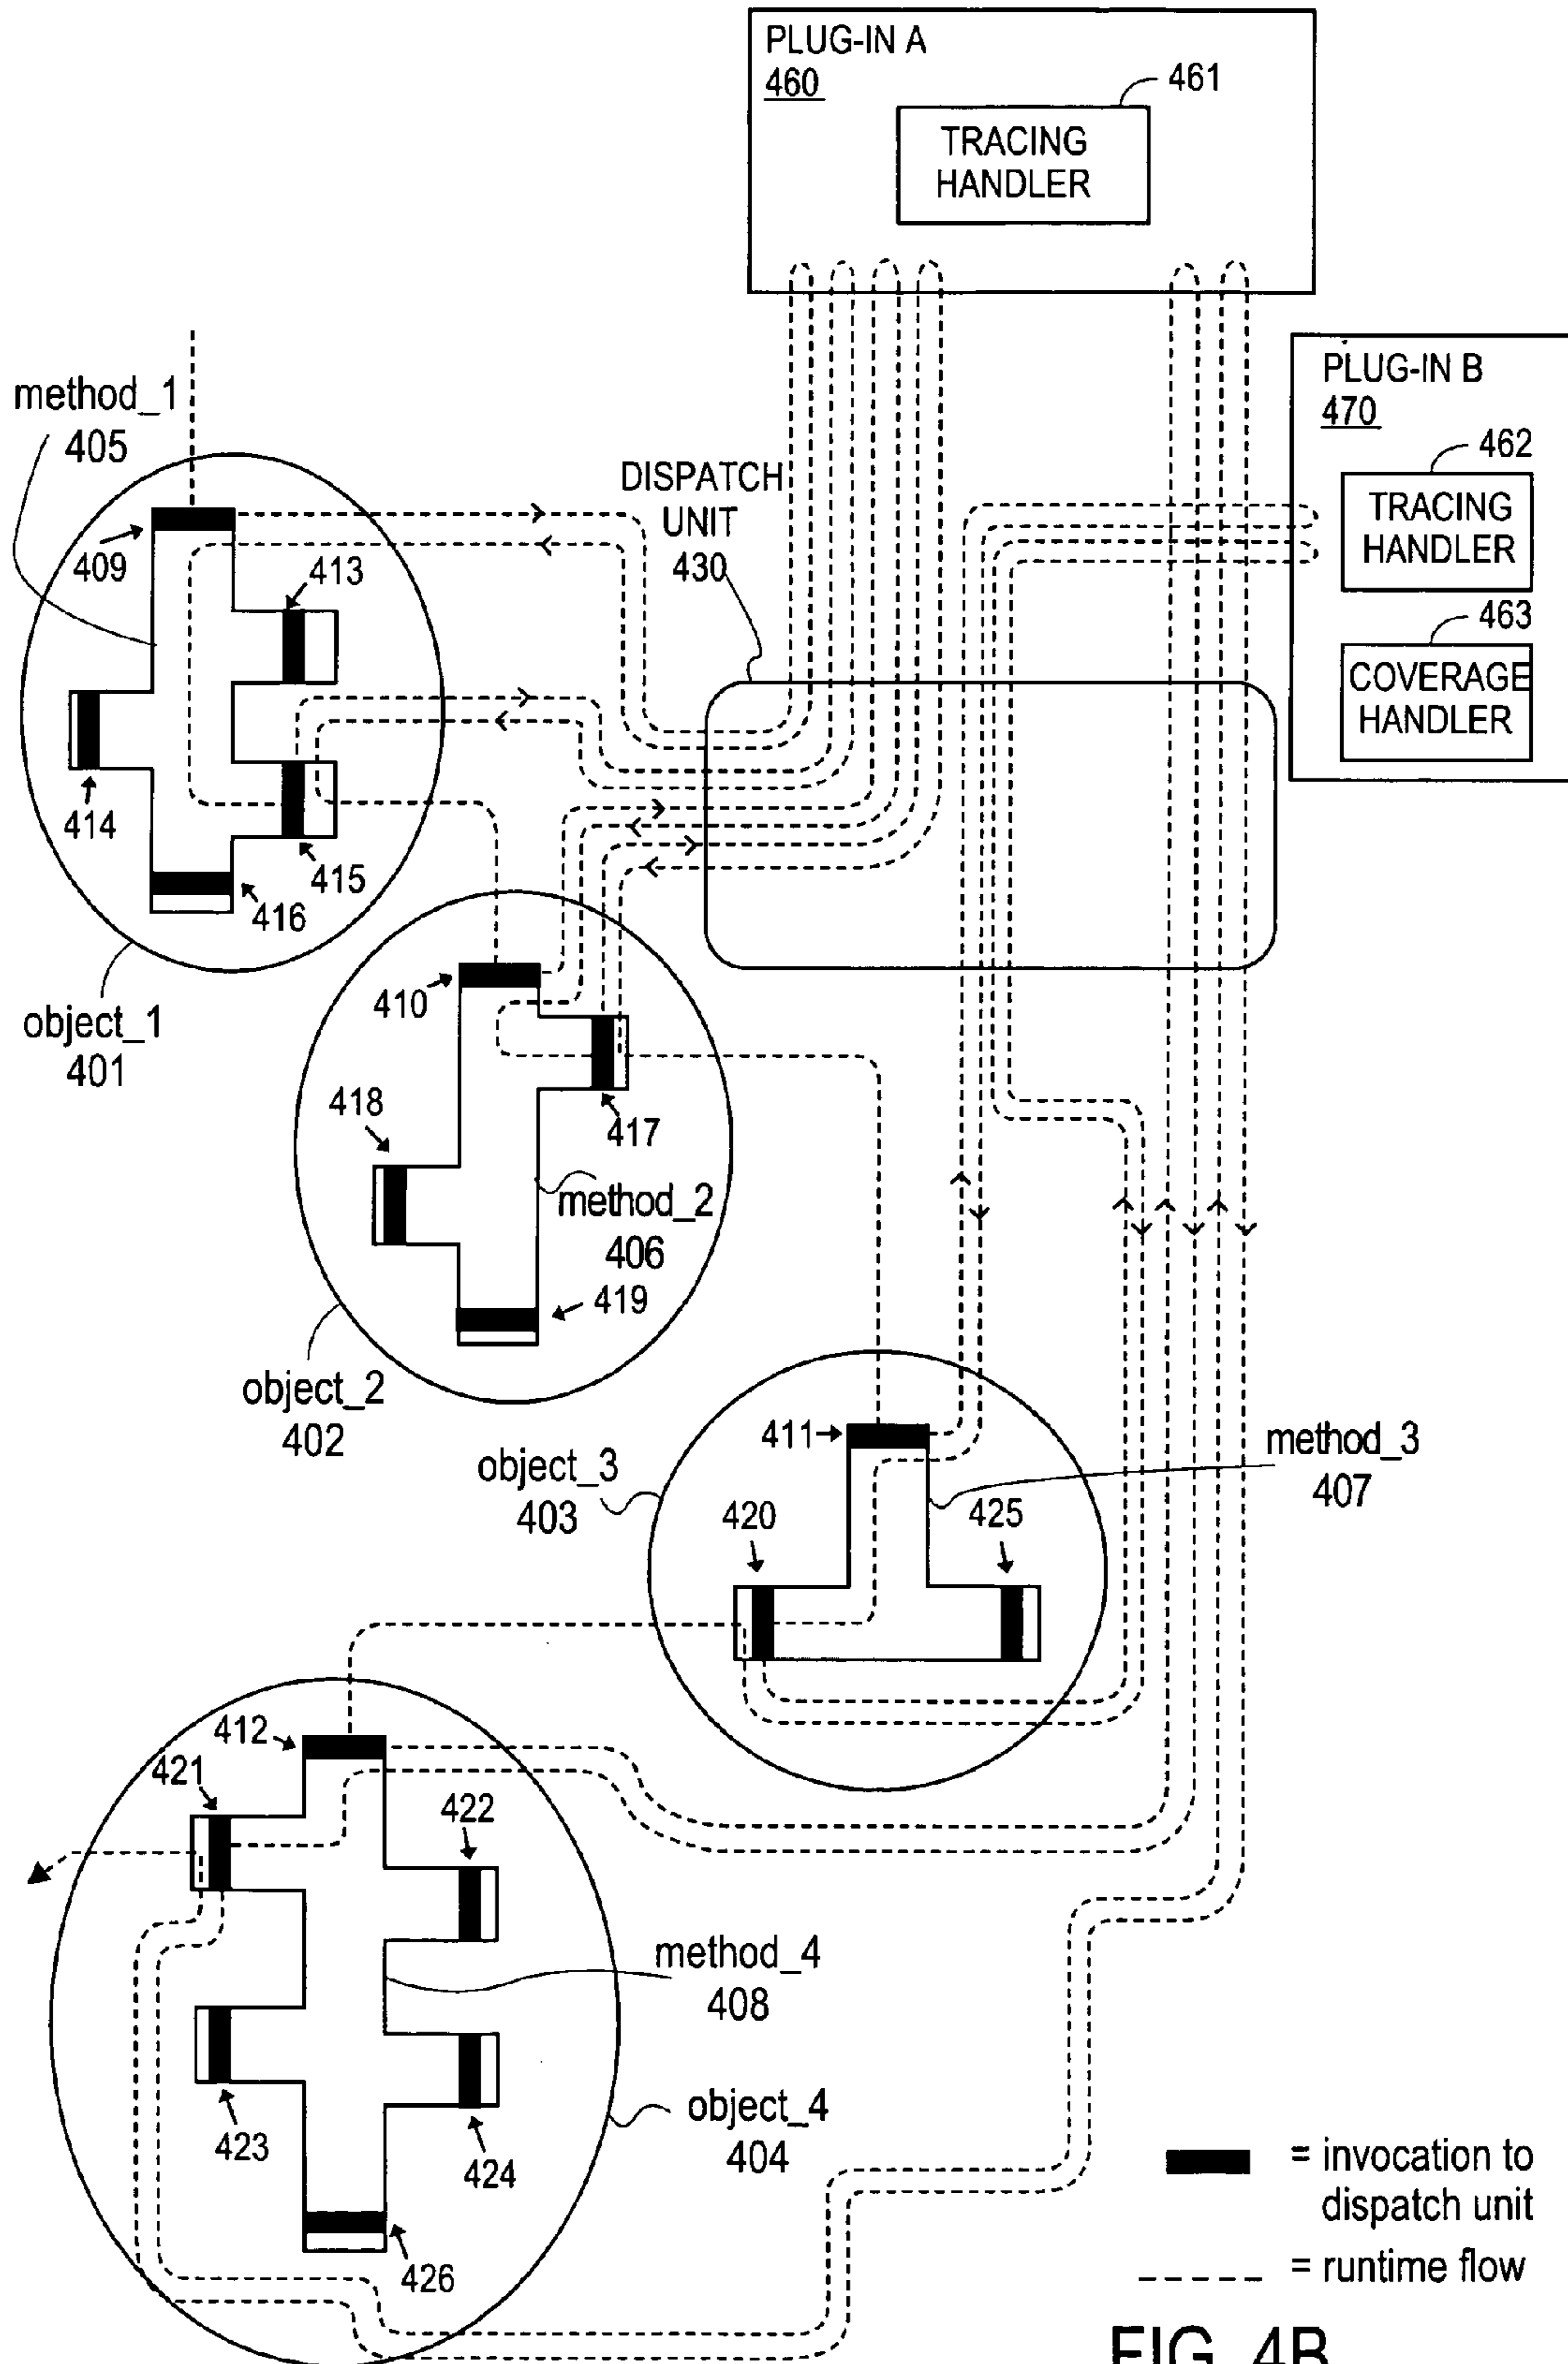 PLUG-IN A
460
461
TRACING
HANDLER
PLUG-IN B
470
462
TRACING
HANDLER
463
COVERAGE
HANDLER
method_1
405
DISPATCH
UNIT
430
409
413
414
415
416
object_1
401
410
417
418
method_2
406
419
object_2
402
411
method_3
407
object_3
403
420
425
412
421
422
method_4
408
423
424
object_4
404
426
= invocation to
dispatch unit
= runtime flow
FIG. 4B